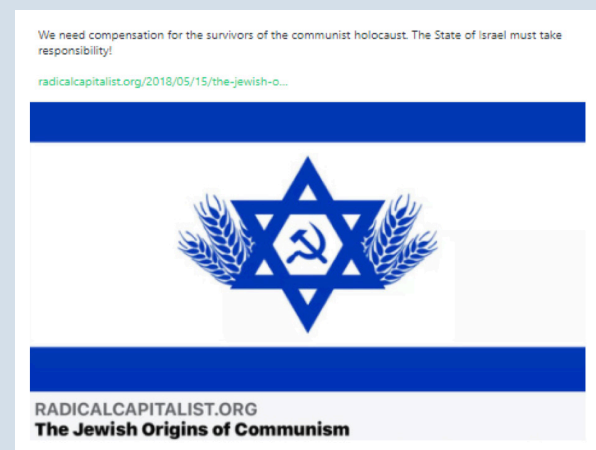 We need compensation for the survivors of the communist holocaust. The State of Israel must take
responsibility!
radicalcapitalist.org/2018/05/15/the-jewish-o...
RADICALCAPITALIST.ORG
The Jewish Origins of Communism